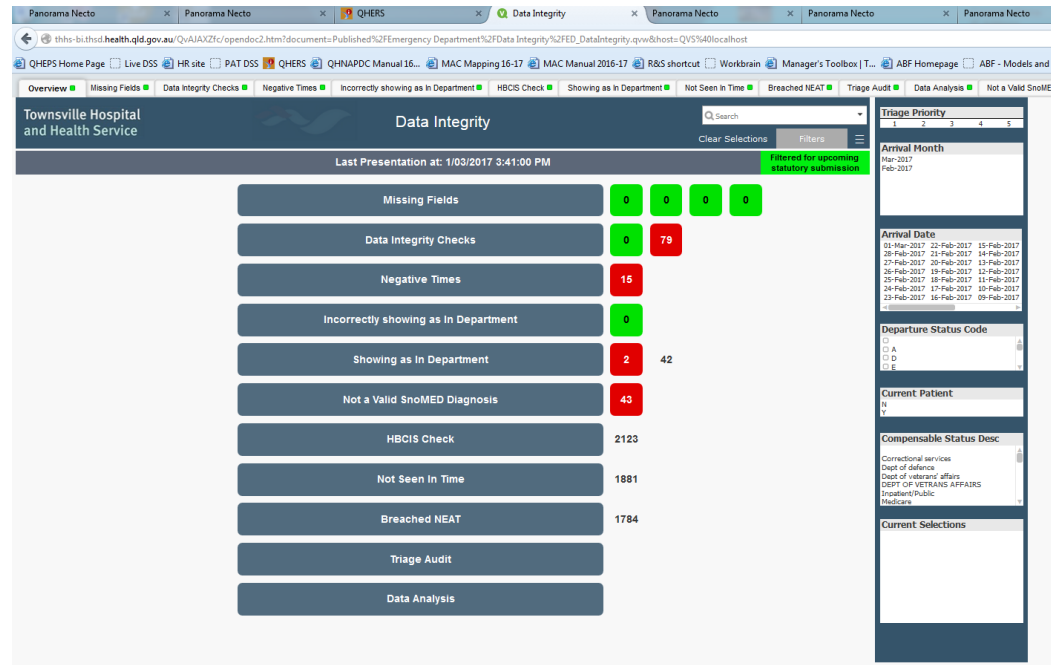 Panorama Necto × Panorama Necto × QHERS × Data Integrity × Panorama Necto × Panorama Necto × Panorama Necto
thhs-bi.thsd.health.qld.gov.au/QvAJAXZfc/opendoc2.htm?document=Published%2FEmergency Department%2FData Integrity%2FED_DataIntegrity.qvw&host=QVS%40localhost
QHEPS Home Page Live DSS HR site PAT DSS QHERS QHNAPDC Manual 16... MAC Mapping 16-17 MAC Manual 2016-17 R&S shortcut Workbrain Manager's Toolbox | T... ABF Homepage ABF - Models and
Overview Missing Fields Data Integrity Checks Negative Times Incorrectly showing as In Department HBCIS Check Showing as In Department Not Seen In Time Breached NEAT Triage Audit Data Analysis Not a Valid SnoME
Townsville Hospital
and Health Service
Data Integrity
Search
Clear Selections Filters
Last Presentation at: 1/03/2017 3:41:00 PM
Filtered for upcoming
statutory submission
Missing Fields 0 0 0 0
Data Integrity Checks 0 79
Negative Times 15
Incorrectly showing as In Department 0
Showing as In Department 2 42
Not a Valid SnoMED Diagnosis 43
HBCIS Check 2123
Not Seen In Time 1881
Breached NEAT 1784
Triage Audit
Data Analysis
Triage Priority
1 2 3 4 5
Arrival Month
Mar-2017
Feb-2017
Arrival Date
01-Mar-2017 22-Feb-2017 15-Feb-2017
28-Feb-2017 21-Feb-2017 14-Feb-2017
27-Feb-2017 20-Feb-2017 13-Feb-2017
26-Feb-2017 19-Feb-2017 12-Feb-2017
25-Feb-2017 18-Feb-2017 11-Feb-2017
24-Feb-2017 17-Feb-2017 10-Feb-2017
23-Feb-2017 16-Feb-2017 09-Feb-2017
Departure Status Code
A
D
E
Current Patient
N
Y
Compensable Status Desc
Correctional services
Dept of defence
Dept of veterans' affairs
DEPT OF VETRANS AFFAIRS
Inpatient/Public
Medicare
Current Selections